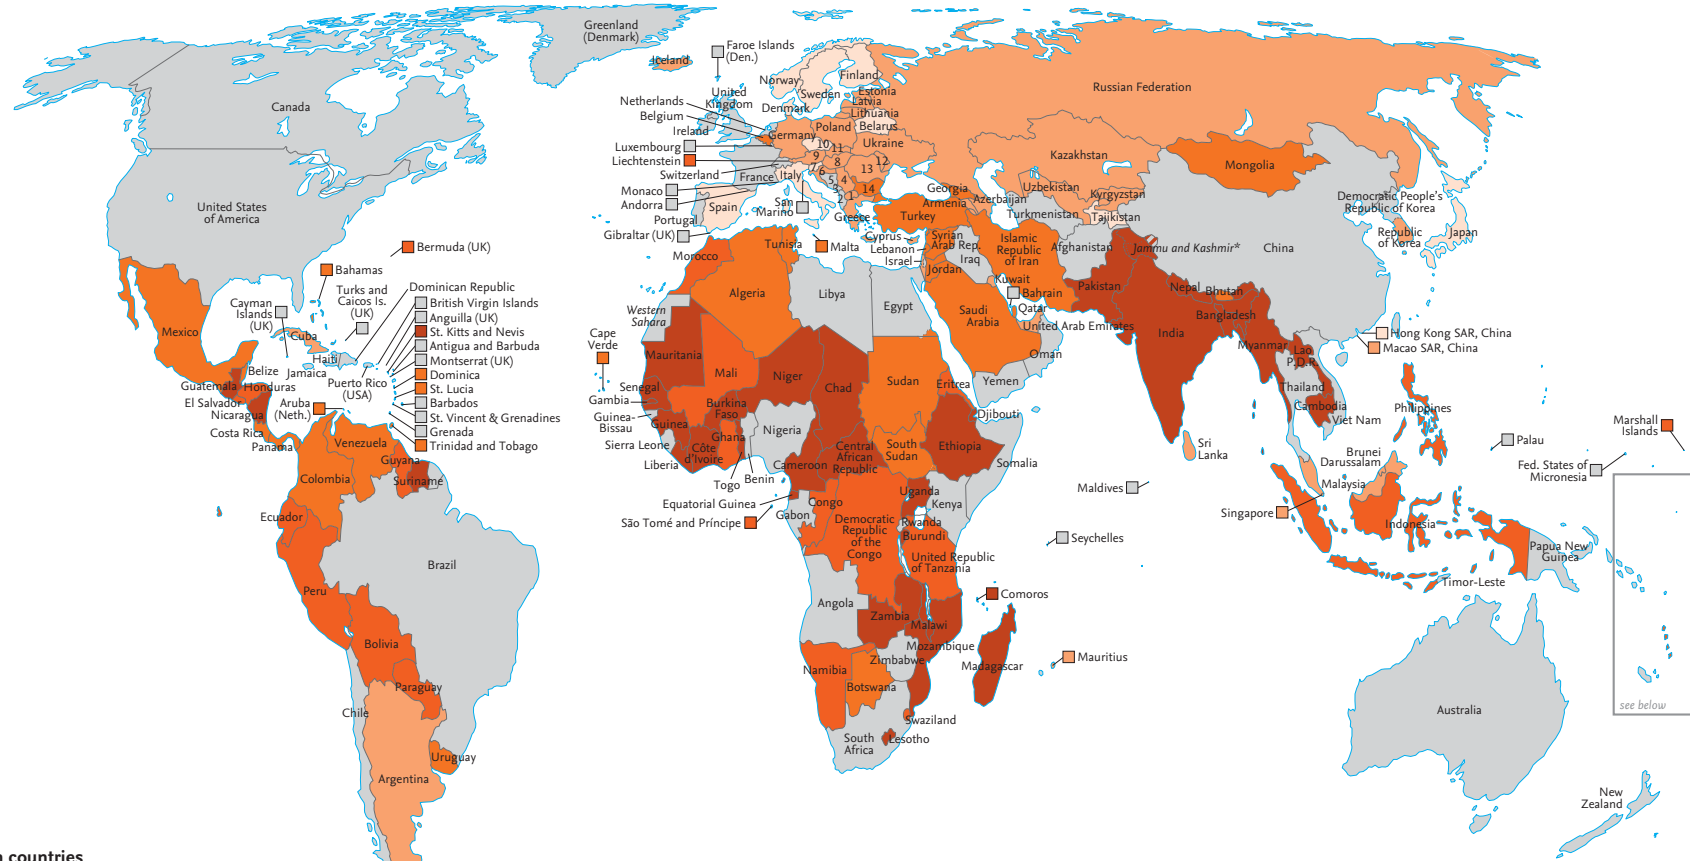 Greenland
(Denmark)
Faroe Islands
(Den.)
Iceland
Norway
Finland
Sweden
Estonia
Latvia
Lithuania
Belarus
Russian Federation
Canada
Netherlands
Belgium
United
Kingdom
Denmark
Ireland
Germany
Poland
Ukraine
Luxembourg
Liechtenstein
Switzerland
10
11
9
8
12
13
7
6
5
4
3
2
1
14
France
Italy
Monaco
Andorra
Spain
San
Marino
Portugal
Gibraltar (UK)
Greece
Kazakhstan
Mongolia
Georgia
Armenia
Azerbaijan
Uzbekistan
Kyrgyzstan
Turkmenistan
Tajikistan
Turkey
Democratic People's
Republic of Korea
Republic
of Korea
Japan
United States
of America
Tunisia
Malta
Cyprus
Lebanon
Israel
Syrian
Arab Rep.
Iraq
Jordan
Islamic
Republic
of Iran
Afghanistan
Jammu and Kashmir*
China
Bermuda (UK)
Bahamas
Morocco
Algeria
Libya
Egypt
Kuwait
Bahrain
Qatar
Saudi
Arabia
United Arab Emirates
Oman
Yemen
Pakistan
Nepal
Bhutan
Bangladesh
India
Myanmar
Lao
P.D.R.
Thailand
Cambodia
Viet Nam
Hong Kong SAR, China
Macao SAR, China
Philippines
Turks and
Caicos Is.
(UK)
Cayman
Islands
(UK)
Dominican Republic
British Virgin Islands
Anguilla (UK)
St. Kitts and Nevis
Antigua and Barbuda
Montserrat (UK)
Dominica
St. Lucia
Barbados
St. Vincent & Grenadines
Grenada
Trinidad and Tobago
Mexico
Cuba
Haiti
Jamaica
Puerto Rico
(USA)
Belize
Guatemala
Honduras
El Salvador
Nicaragua
Costa Rica
Panama
Aruba
(Neth.)
Western
Sahara
Cape
Verde
Mauritania
Mali
Niger
Chad
Sudan
Eritrea
Djibouti
Senegal
Gambia
Guinea-
Bissau
Guinea
Sierra Leone
Liberia
Burkina
Faso
Côte
d'Ivoire
Ghana
Togo
Benin
Nigeria
Cameroon
Central
African
Republic
South
Sudan
Ethiopia
Somalia
Venezuela
Guyana
Suriname
Colombia
Ecuador
Peru
Brazil
Bolivia
Paraguay
Chile
Uruguay
Argentina
Equatorial Guinea
São Tomé and Príncipe
Gabon
Congo
Democratic
Republic
of the
Congo
Uganda
Kenya
Rwanda
Burundi
United Republic
of Tanzania
Angola
Zambia
Malawi
Mozambique
Zimbabwe
Namibia
Botswana
Madagascar
Swaziland
Lesotho
South
Africa
Comoros
Mauritius
Seychelles
Maldives
Sri
Lanka
Brunei
Darussalam
Malaysia
Singapore
Indonesia
Timor-Leste
Papua New
Guinea
Palau
Fed. States of
Micronesia
Marshall
Islands
Australia
New
Zealand
see below
countries